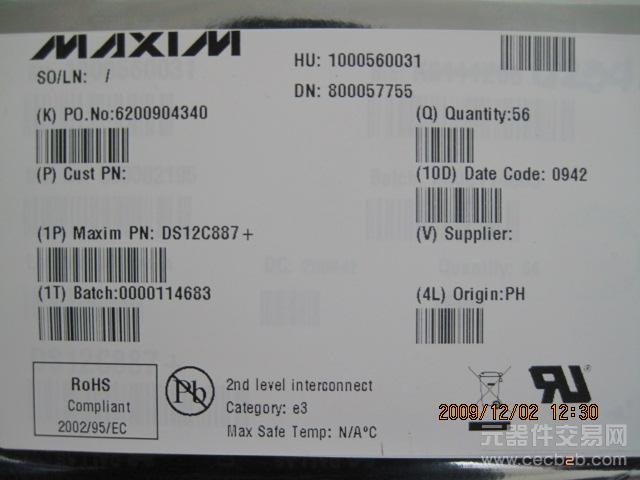 MAXIM
HU: 1000560031
SO/LN: /
DN: 800057755
(K) PO.No:6200904340
(Q) Quantity:56
(P) Cust PN:
(10D) Date Code: 0942
(1P) Maxim PN: DS12C887+
(V) Supplier:
(1T) Batch:0000114683
(4L) Origin:PH
RoHS
Compliant
2002/95/EC
Pb
2nd level interconnect
Category: e3
Max Safe Temp: N/AºC
2009/12/02 12:30
元器件交易网
www.cecb2b.com